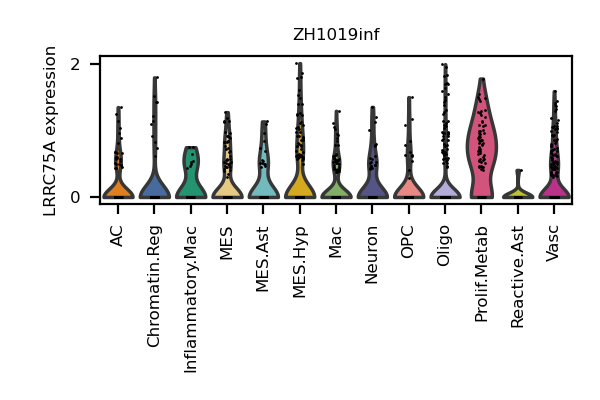 ZH1019inf
LRRC75A expression
2
0
AC
Chromatin.Reg
Inflammatory.Mac
MES
MES.Ast
MES.Hyp
Mac
Neuron
OPC
Oligo
Prolif.Metab
Reactive.Ast
Vasc